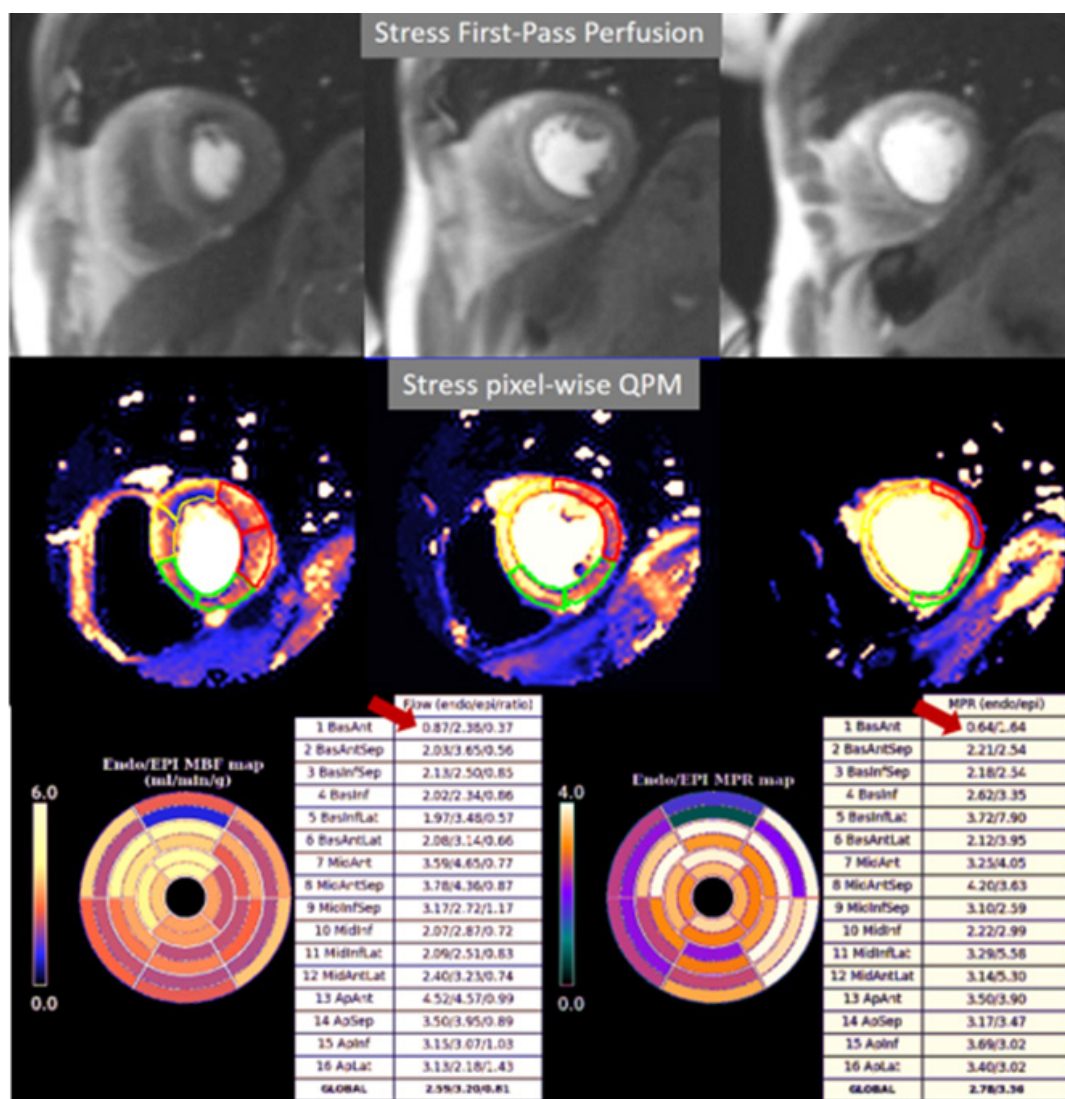 Stress First-Pass Perfusion
Stress pixel-wise QPM
Endo/EPI MBF map
(ml/min/g)
6.0
0.0
Flow (endo/epi/ratio)
1 BasAnt 0.87/2.38/0.37
2 BasAntSep 2.03/3.65/0.56
3 BasInfSep 2.13/2.50/0.85
4 BasInf 2.02/2.34/0.86
5 BasInfLat 1.97/3.48/0.57
6 BasAntLat 2.08/3.14/0.66
7 MidAnt 3.59/4.65/0.77
8 MidAntSep 3.78/4.36/0.87
9 MidInfSep 3.17/2.72/1.17
10 MidInf 2.07/2.87/0.72
11 MidInfLat 2.09/2.51/0.83
12 MidAntLat 2.40/3.23/0.74
13 ApAnt 4.52/4.57/0.99
14 ApSep 3.50/3.95/0.89
15 ApInf 3.15/3.07/1.03
16 ApLat 3.13/2.18/1.43
GLOBAL 2.59/3.20/0.81
Endo/EPI MPR map
4.0
0.0
MPR (endo/epi)
1 BasAnt 0.64/1.64
2 BasAntSep 2.21/2.54
3 BasInfSep 2.18/2.54
4 BasInf 2.62/3.35
5 BasInfLat 3.72/7.90
6 BasAntLat 2.12/3.95
7 MidAnt 3.25/4.05
8 MidAntSep 4.20/3.63
9 MidInfSep 3.10/2.59
10 MidInf 2.22/2.99
11 MidInfLat 3.29/5.58
12 MidAntLat 3.14/5.30
13 ApAnt 3.50/3.90
14 ApSep 3.17/3.47
15 ApInf 3.69/3.02
16 ApLat 3.40/3.02
GLOBAL 2.78/3.56